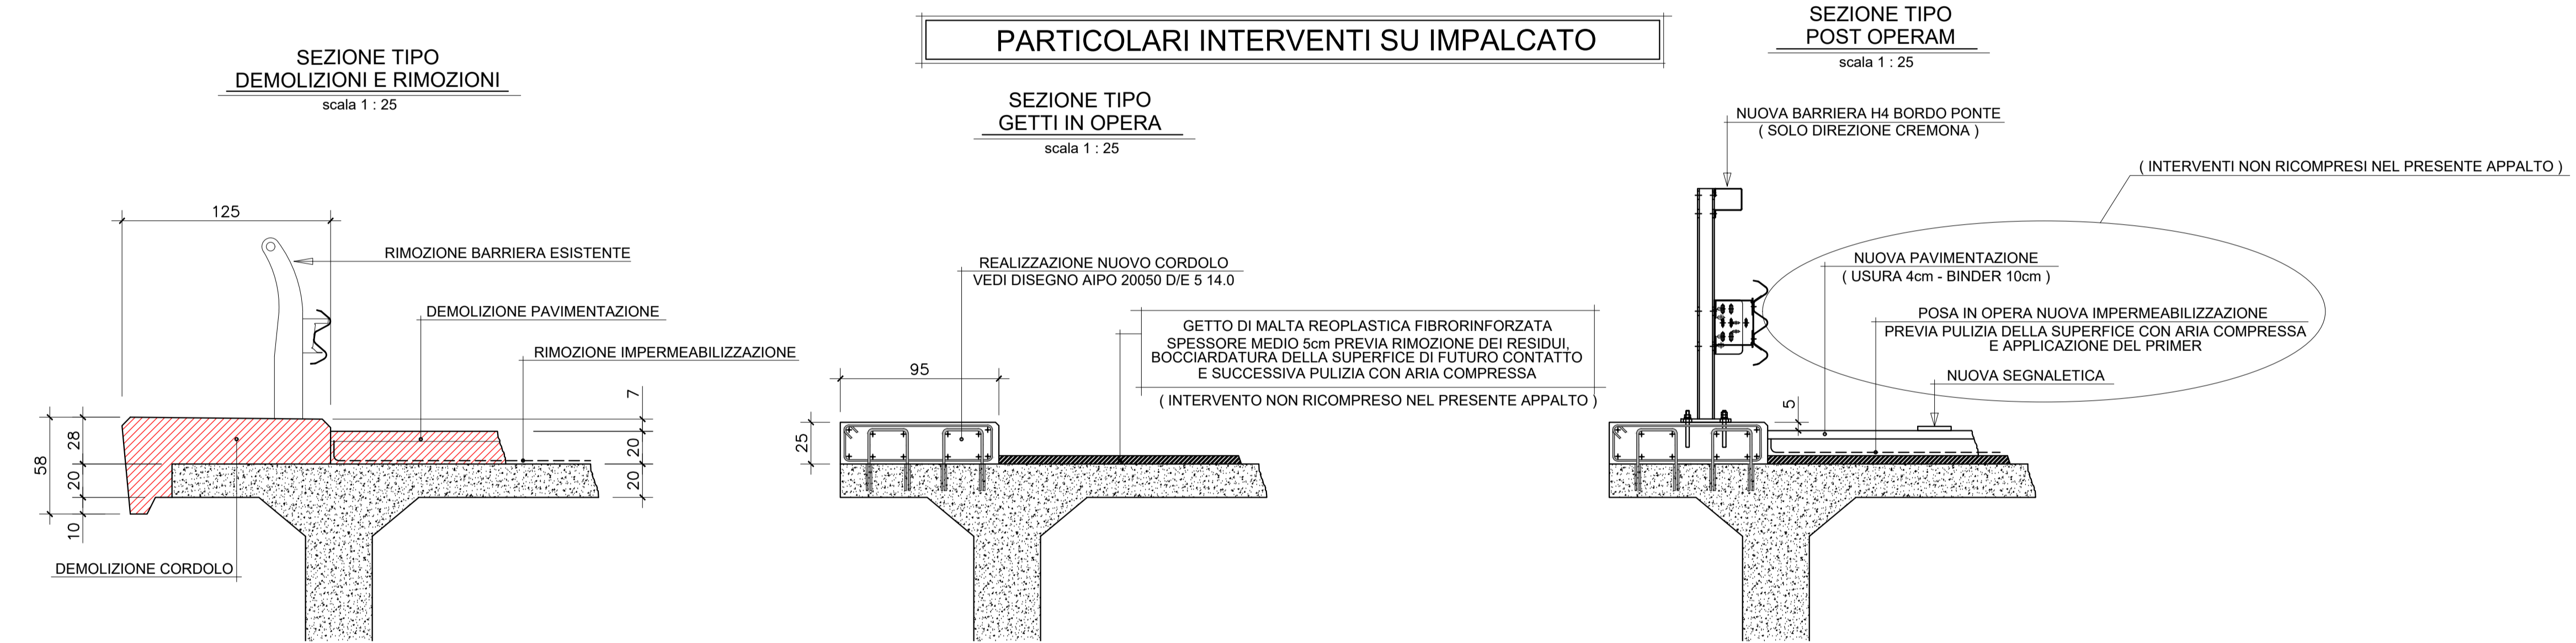 PARTICOLARI INTERVENTI SU IMPALCATO
SEZIONE TIPO
DEMOLIZIONI E RIMOZIONI
scala 1 : 25
125
RIMOZIONE BARRIERA ESISTENTE
DEMOLIZIONE PAVIMENTAZIONE
RIMOZIONE IMPERMEABILIZZAZIONE
7
20
20
58
28
20
10
DEMOLIZIONE CORDOLO
SEZIONE TIPO
GETTI IN OPERA
scala 1 : 25
REALIZZAZIONE NUOVO CORDOLO
VEDI DISEGNO AIPO 20050 D/E 5 14.0
GETTO DI MALTA REOPLASTICA FIBRORINFORZATA
SPESSORE MEDIO 5cm PREVIA RIMOZIONE DEI RESIDUI,
BOCCIARDATURA DELLA SUPERFICE DI FUTURO CONTATTO
E SUCCESSIVA PULIZIA CON ARIA COMPRESSA
( INTERVENTO NON RICOMPRESO NEL PRESENTE APPALTO )
95
25
SEZIONE TIPO
POST OPERAM
scala 1 : 25
NUOVA BARRIERA H4 BORDO PONTE
( SOLO DIREZIONE CREMONA )
( INTERVENTI NON RICOMPRESI NEL PRESENTE APPALTO )
NUOVA PAVIMENTAZIONE
( USURA 4cm - BINDER 10cm )
POSA IN OPERA NUOVA IMPERMEABILIZZAZIONE
PREVIA PULIZIA DELLA SUPERFICE CON ARIA COMPRESSA
E APPLICAZIONE DEL PRIMER
NUOVA SEGNALETICA
5